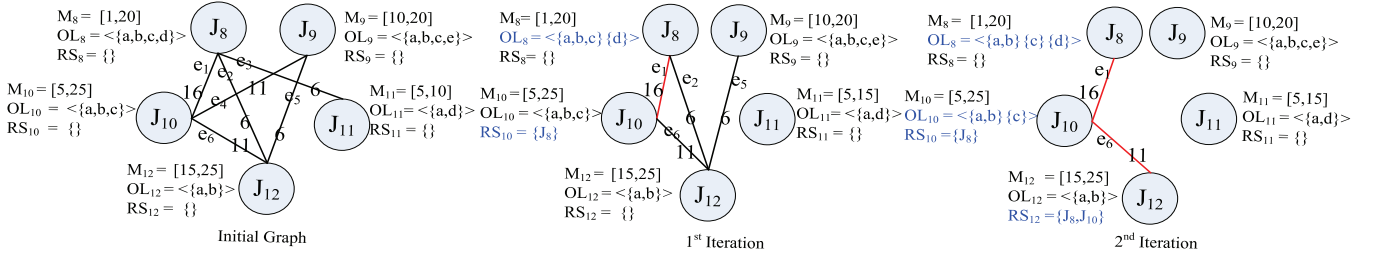 M8= [1,20]
OL8 = <{a,b,c,d}>
RS8= {}
J8
J9
M9= [10,20]
OL9 = <{a,b,c,e}>
RS9 = {}
e1
e2
e3
16
11
6
e4
e5
M10= [5,25]
OL10 = <{a,b,c}>
RS10 = {}
J10
J11
M11= [5,10]
OL11= <{a,d}>
RS11 = {}
e6
11
6
6
M12= [15,25]
OL12 = <{a,b}>
RS12 = {}
J12
Initial Graph
M8= [1,20]
OL8 = <{a,b,c}{d}>
RS8= {}
J8
J9
M9= [10,20]
OL9 = <{a,b,c,e}>
RS9 = {}
e1
e2
e5
16
M10= [5,25]
OL10 = <{a,b,c}>
RS10 = {J8}
J10
J11
M11= [5,15]
OL11= <{a,d}>
RS11 = {}
e6
11
6
6
M12= [15,25]
OL12 = <{a,b}>
RS12 = {}
J12
1st Iteration
M8= [1,20]
OL8 = <{a,b}{c}{d}>
RS8= {}
J8
J9
M9= [10,20]
OL9 = <{a,b,c,e}>
RS9 = {}
e1
16
M10= [5,25]
OL10 = <{a,b}{c}>
RS10 ={J8}
J10
J11
M11= [5,15]
OL11 = <{a,d}>
RS11 = {}
e6
11
M12 = [15,25]
OL12 = <{a,b}>
RS12 ={J8,J10}
J12
2nd Iteration